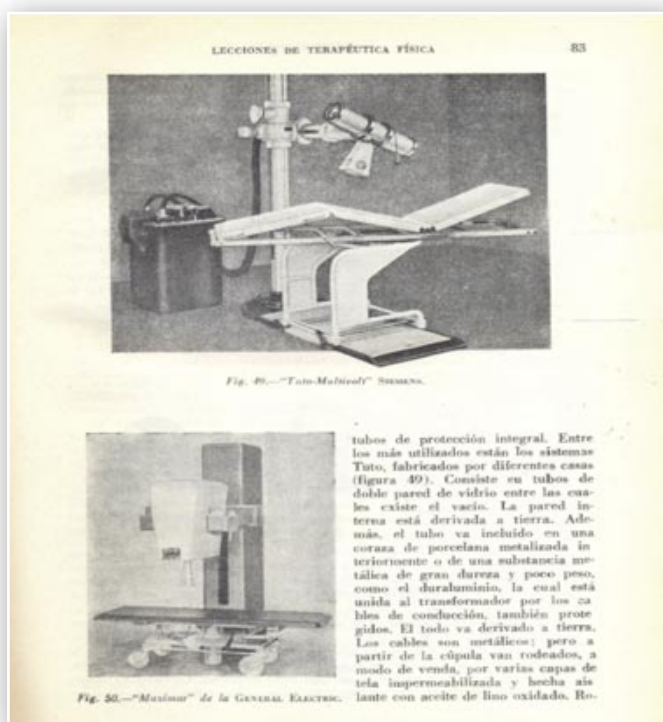 LECCIONES DE TERAPÉUTICA FÍSICA 83
Fig. 49.—"Tuto-Multivolt" SIEMENS.
tubos de protección integral. Entre
los más utilizados están los sistemas
Tuto, fabricados por diferentes casas
(figura 49). Consiste en tubos de
doble pared de vidrio entre las cua-
les existe el vacío. La pared in-
terna está derivada a tierra. Ade-
más, el tubo va incluido en una
coraza de porcelana metalizada in
teriormente o de una substancia me-
tálica de gran dureza y poco peso,
como el duraluminio, la cual está
unida al transformador por los ca
bles de conducción, también prote
gidos. El todo va derivado a tierra.
Los cables son metálicos; pero a
partir de la cúpula van rodeados, a
modo de venda, por varias capas de
tela impermeabilizada y hecha ais
lante con aceite de lino oxidado. Ro-
Fig. 50.—"Maximar" de la GENERAL ELECTRIC.